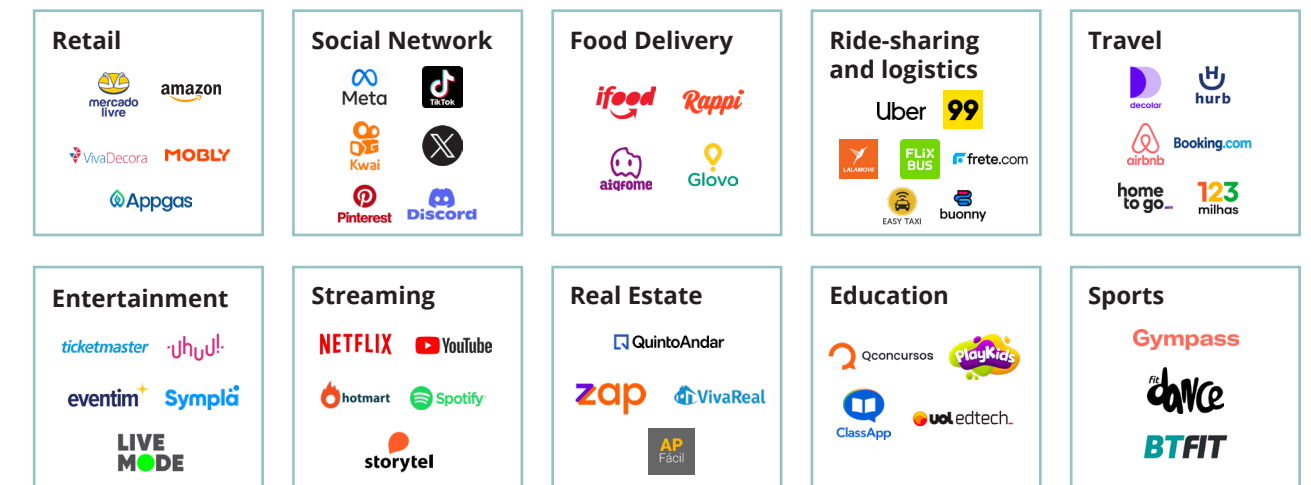 Retail
mercado
livre
amazon
VivaDecora
MOBLY
Appgas
Social Network
Meta
TikTok
Kwai
X
Pinterest
Discord
Food Delivery
ifood
Rappi
aiqfome
Glovo
Ride-sharing
and logistics
Uber
99
LALAMOVE
FLiX
BUS
frete.com
EASY TAXI
buonny
Travel
decolar
H
hurb
airbnb
Booking.com
home
to go_
123
milhas
Entertainment
ticketmaster
·uhuu!·
eventim
Sympla
LIVE
MODE
Streaming
NETFLIX
YouTube
hotmart
Spotify
storytel
Real Estate
QuintoAndar
zap
VivaReal
AP
Fácil
Education
Qconcursos
PlayKids
ClassApp
uol edtech_
Sports
Gympass
fit
dance
BTFIT